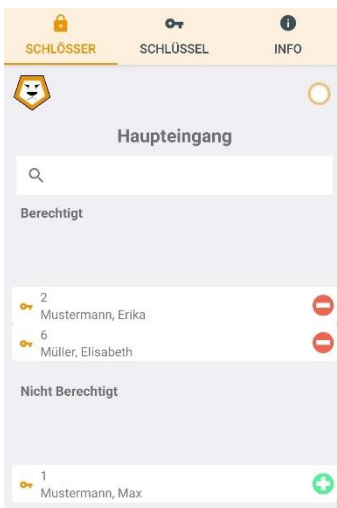 SCHLÖSSER SCHLÜSSEL INFO
Haupteingang
Berechtigt
2
Mustermann, Erika
6
Müller, Elisabeth
Nicht Berechtigt
1
Mustermann, Max